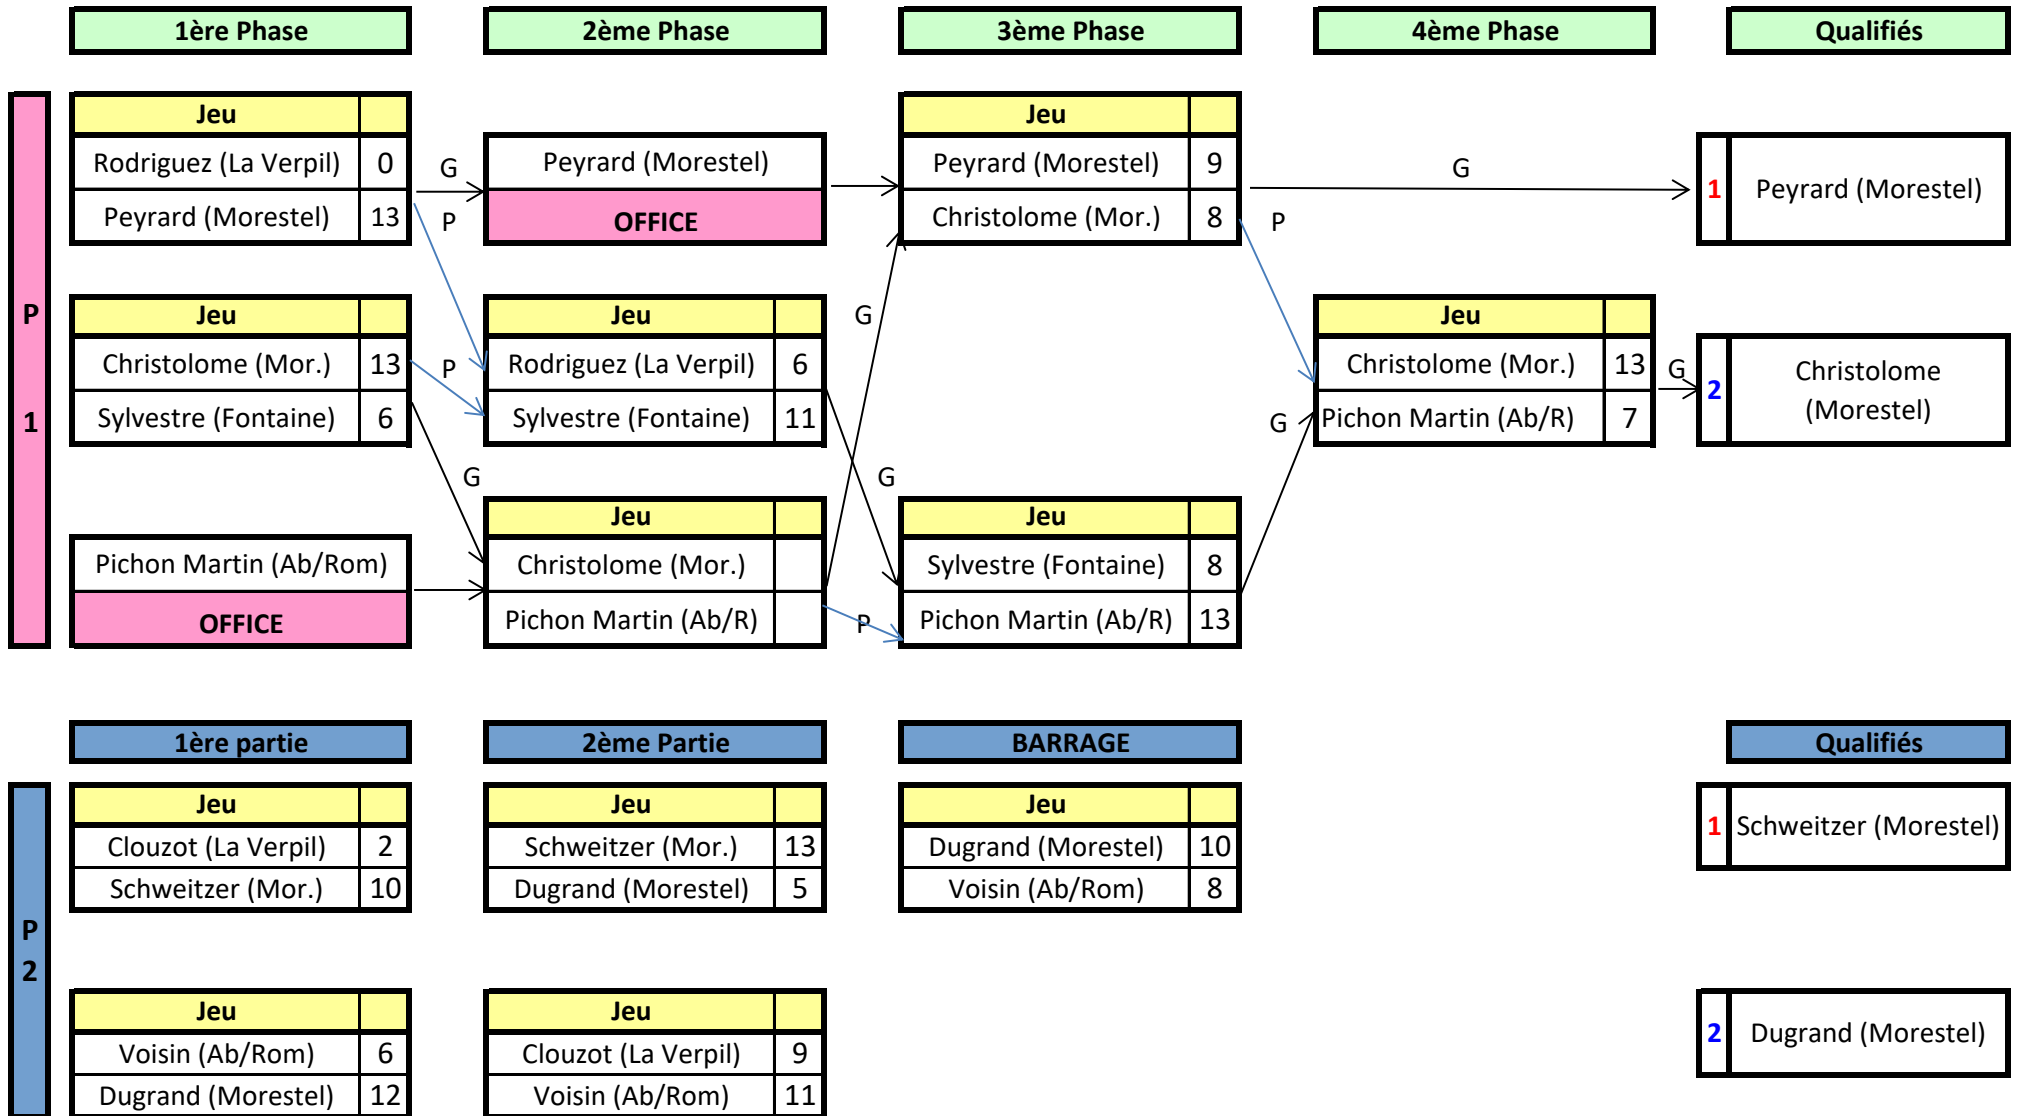 1ère Phase 2ème Phase 3ème Phase 4ème Phase Qualifiés
P 1
Jeu
Rodriguez (La Verpil) 0
Peyrard (Morestel) 13
G
P
Peyrard (Morestel)
OFFICE
Jeu
Peyrard (Morestel) 9
Christolome (Mor.) 8
G
P
1 Peyrard (Morestel)
Jeu
Christolome (Mor.) 13
Sylvestre (Fontaine) 6
P
G
Jeu
Rodriguez (La Verpil) 6
Sylvestre (Fontaine) 11
G
G
Jeu
Christolome (Mor.) 13
Pichon Martin (Ab/R) 7
G
G
2 Christolome
(Morestel)
Pichon Martin (Ab/Rom)
OFFICE
Jeu
Christolome (Mor.)
Pichon Martin (Ab/R)
P
Jeu
Sylvestre (Fontaine) 8
Pichon Martin (Ab/R) 13
1ère partie 2ème Partie BARRAGE Qualifiés
P
2
Jeu
Clouzot (La Verpil) 2
Schweitzer (Mor.) 10
Jeu
Schweitzer (Mor.) 13
Dugrand (Morestel) 5
Jeu
Dugrand (Morestel) 10
Voisin (Ab/Rom) 8
1 Schweitzer (Morestel)
Jeu
Voisin (Ab/Rom) 6
Dugrand (Morestel) 12
Jeu
Clouzot (La Verpil) 9
Voisin (Ab/Rom) 11
2 Dugrand (Morestel)